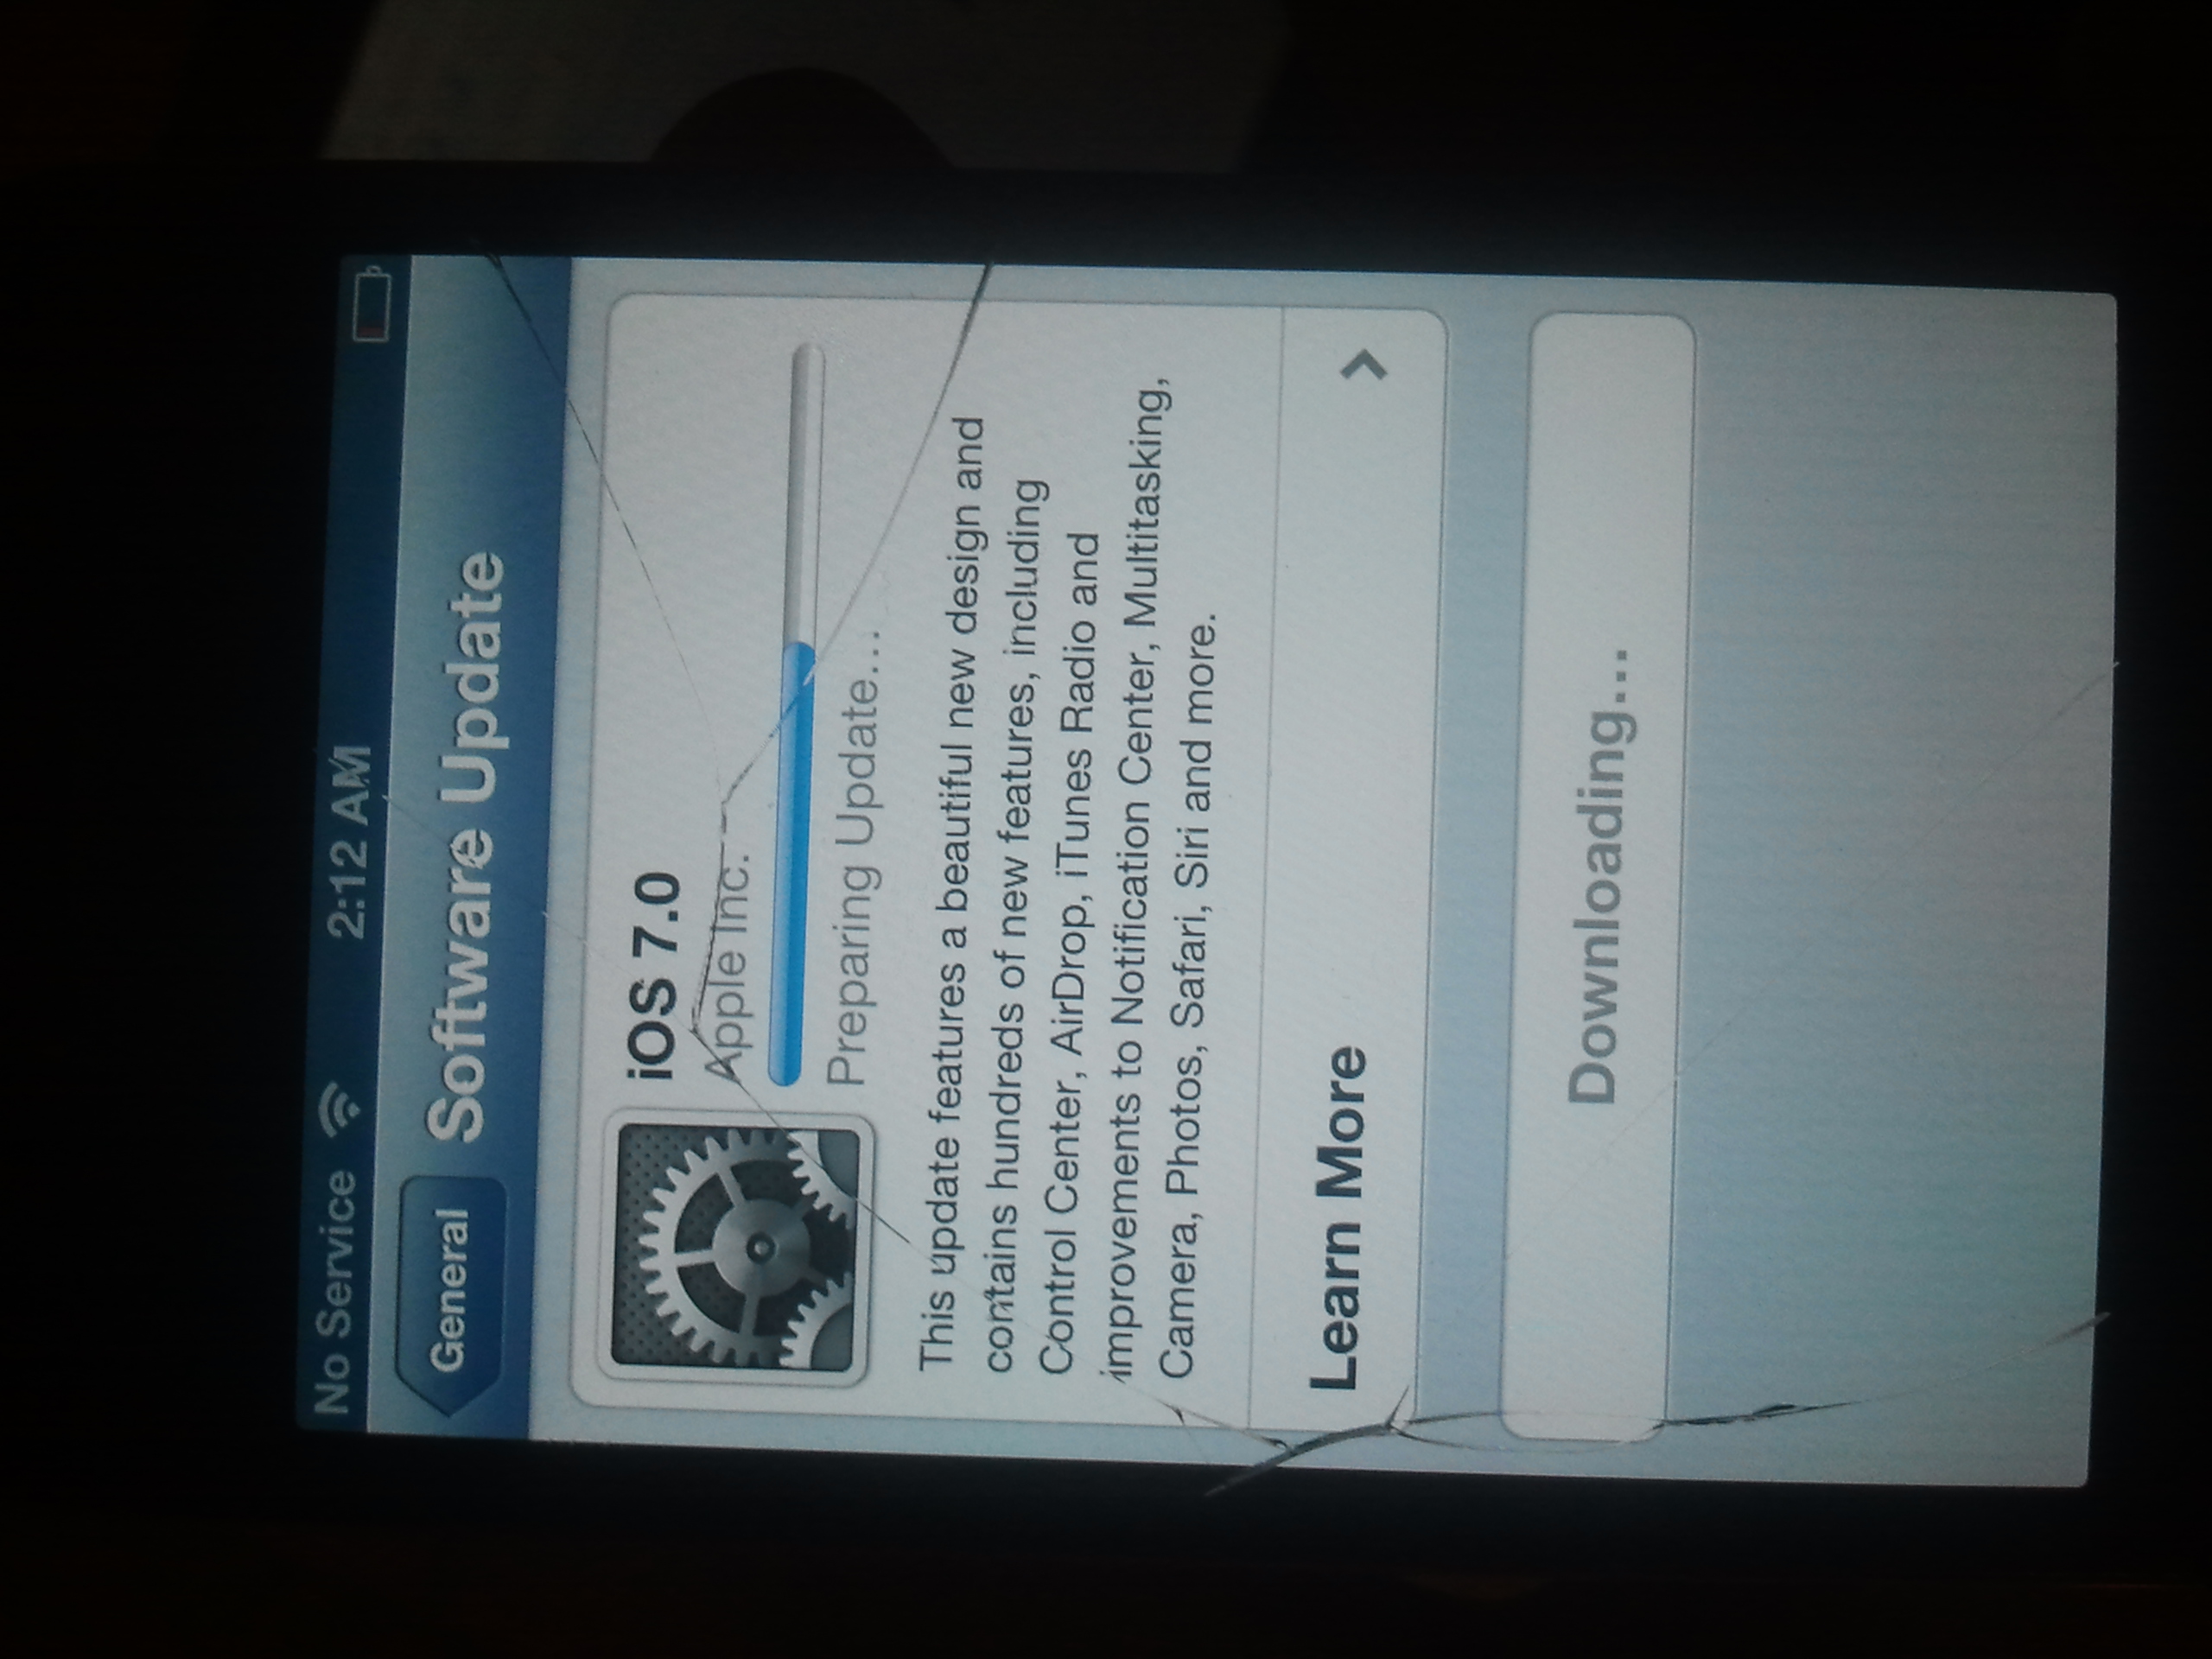 No Service 2:12 AM
General Software Update
iOS 7.0
Apple Inc.
Preparing Update...
This update features a beautiful new design and
contains hundreds of new features, including
Control Center, AirDrop, iTunes Radio and
improvements to Notification Center, Multitasking,
Camera, Photos, Safari, Siri and more.
Learn More
Downloading...